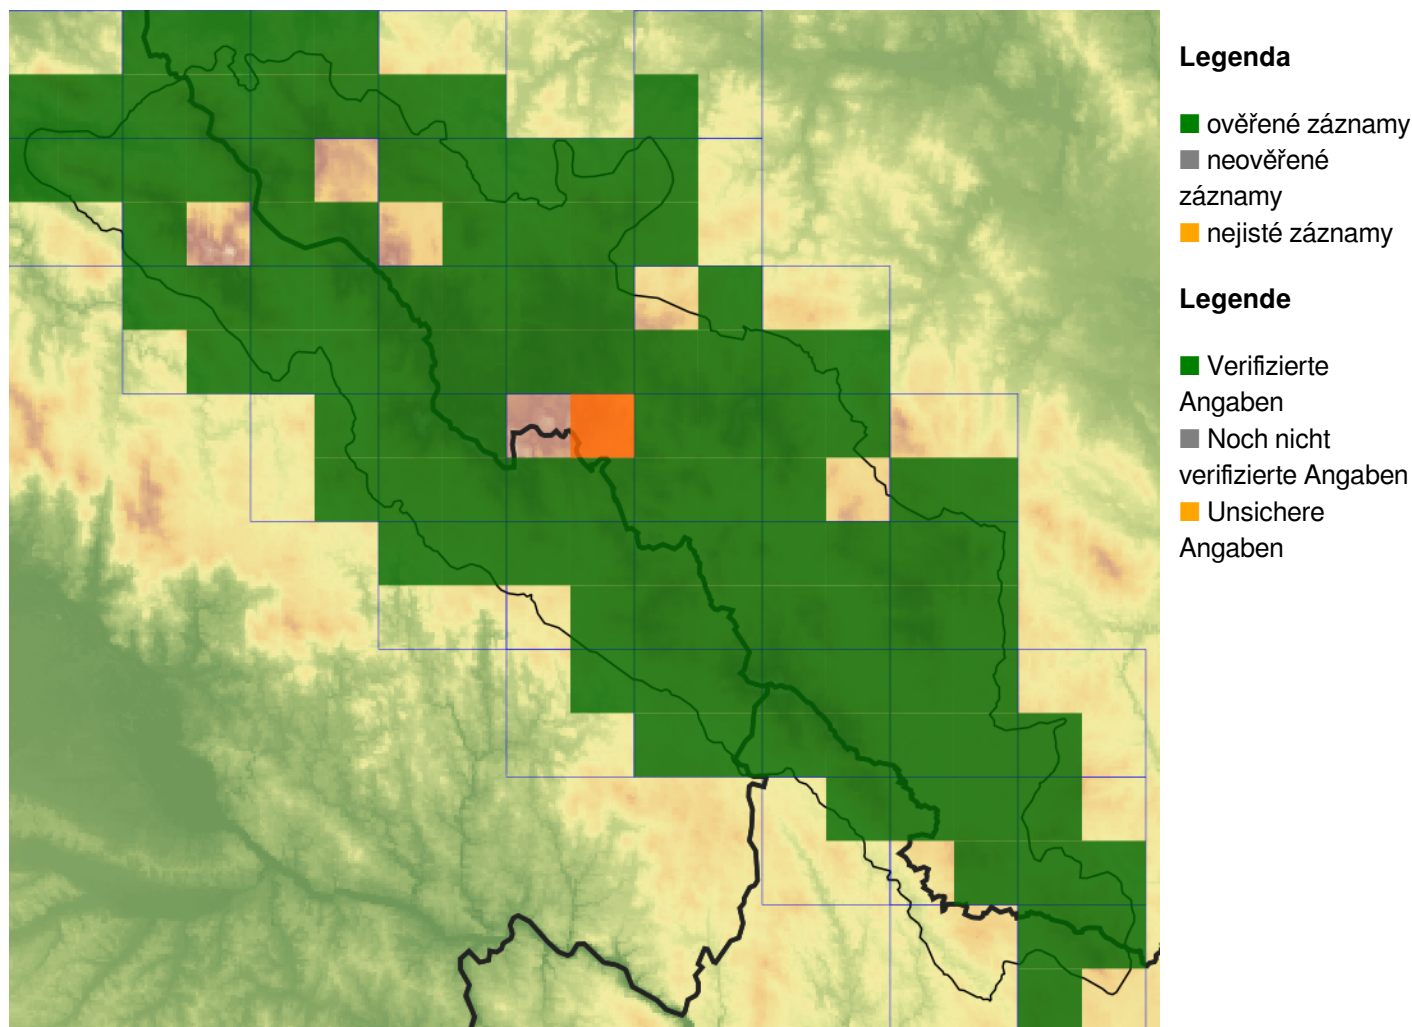 Legenda
ověřené záznamy
neověřené
záznamy
nejisté záznamy
Legende
Verifizierte
Angaben
Noch nicht
verifizierte Angaben
Unsichere
Angaben